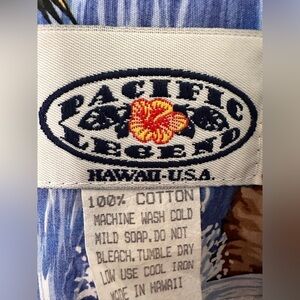 PACIFIC
LEGEND
HAWAII-U.S.A.
100% COTTON
MACHINE WASH COLD
MILD SOAP.DO NOT
BLEACH.TUMBLE DRY
LOW USE COOL IRON
MADE IN HAWAII